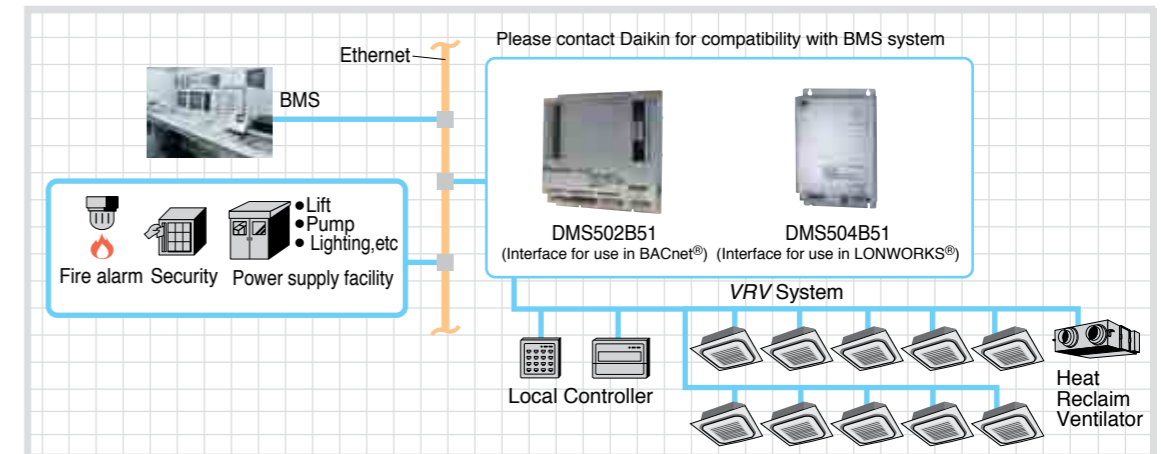 Please contact Daikin for compatibility with BMS system
Ethernet
BMS
•Lift
•Pump
• Lighting,etc
Fire alarm
Security
Power supply facility
DMS502B51
(Interface for use in BACnet®)
DMS504B51
(Interface for use in LONWORKS®)
VRV System
Local Controller
Heat
Reclaim
Ventilator